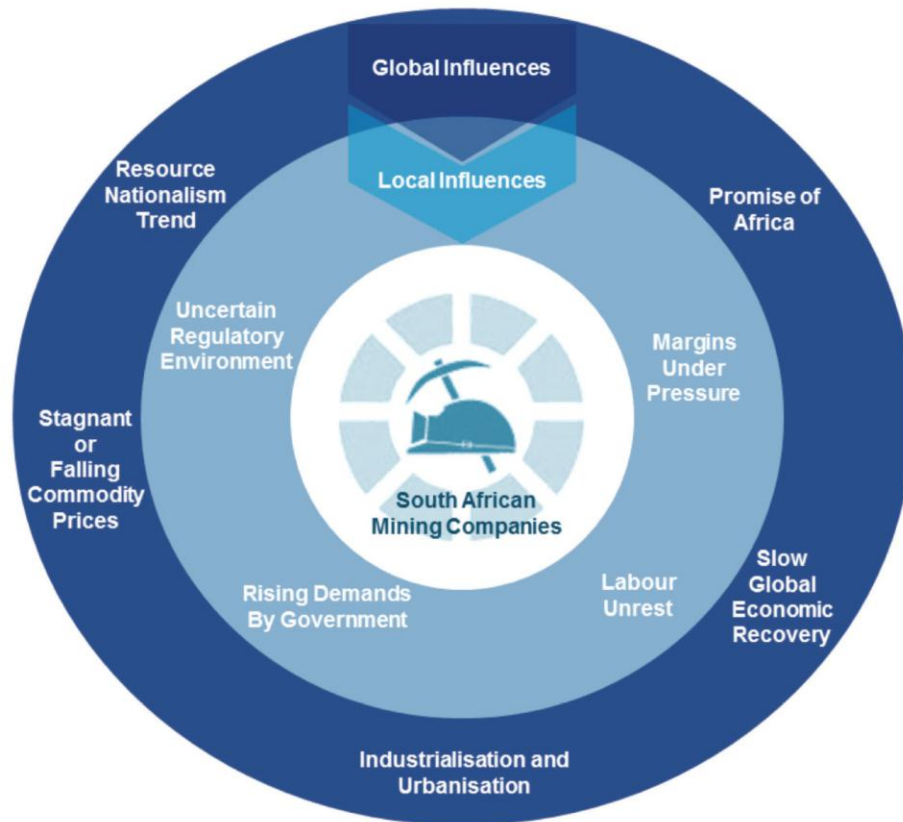 Global Influences
Local Influences
Resource
Nationalism
Trend
Promise of
Africa
Uncertain
Regulatory
Environment
Margins
Under
Pressure
Stagnant
or
Falling
Commodity
Prices
South African
Mining Companies
Slow
Global
Economic
Recovery
Rising Demands
By Government
Labour
Unrest
Industrialisation and
Urbanisation